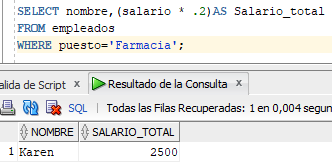 SELECT nombre,(salario * .2)AS Salario_total
FROM empleados
WHERE puesto='Farmacia';
alida de Script × Resultado de la Consulta ×
SQL | Todas las Filas Recuperadas: 1 en 0,004 segun
NOMBRE SALARIO_TOTAL
1 Karen 2500